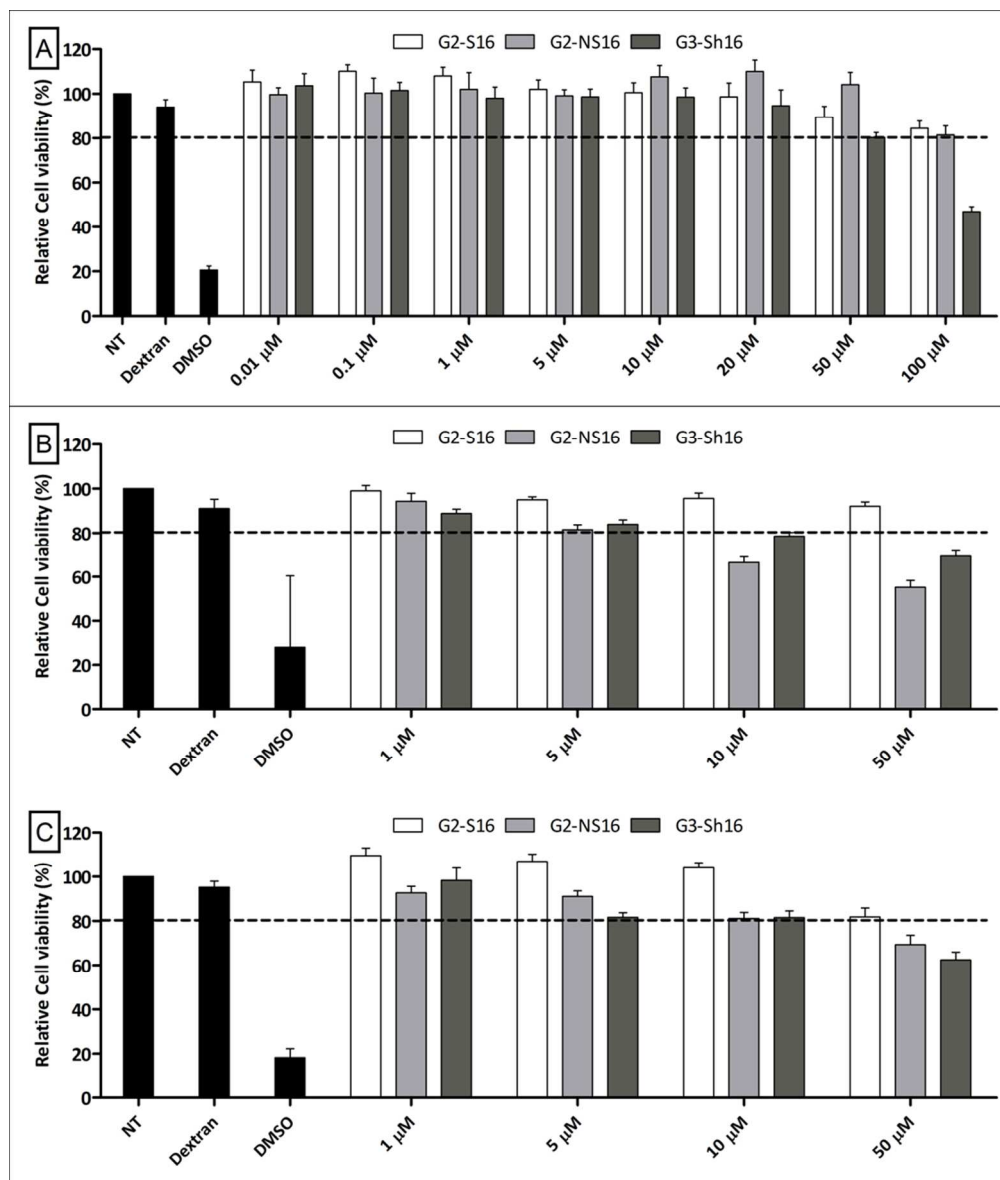 A
G2-S16 G2-NS16 G3-Sh16
Relative Cell viability (%)
120
100
80
60
40
20
0
NT Dextran DMSO 0.01 µM 0.1 µM 1 µM 5 µM 10 µM 20 µM 50 µM 100 µM
B
G2-S16 G2-NS16 G3-Sh16
Relative Cell viability (%)
120
100
80
60
40
20
0
NT Dextran DMSO 1 µM 5 µM 10 µM 50 µM
C
G2-S16 G2-NS16 G3-Sh16
Relative Cell viability (%)
120
100
80
60
40
20
0
NT Dextran DMSO 1 µM 5 µM 10 µM 50 µM